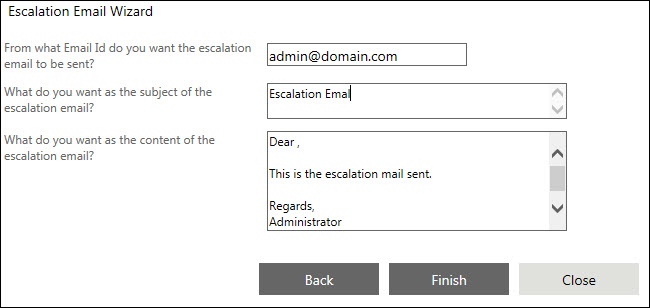 Escalation Email Wizard
From what Email Id do you want the escalation
email to be sent?
admin@domain.com
What do you want as the subject of the
escalation email?
Escalation Emal
What do you want as the content of the
escalation email?
Dear ,
This is the escalation mail sent.
Regards,
Administrator
Back
Finish
Close